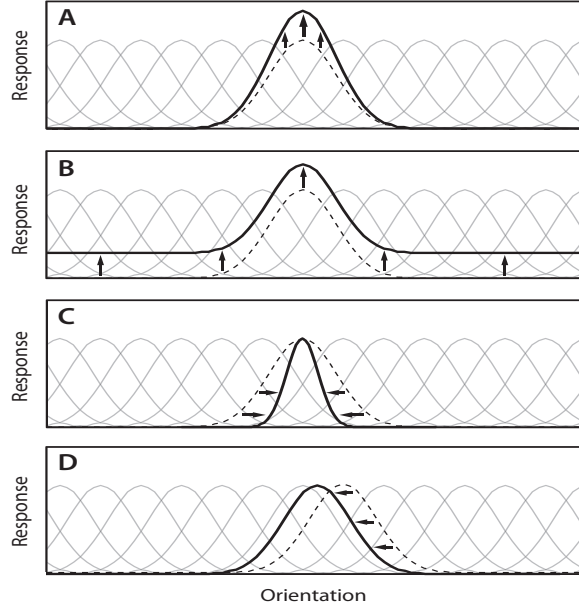 A
Response
B
Response
C
Response
D
Response
Orientation